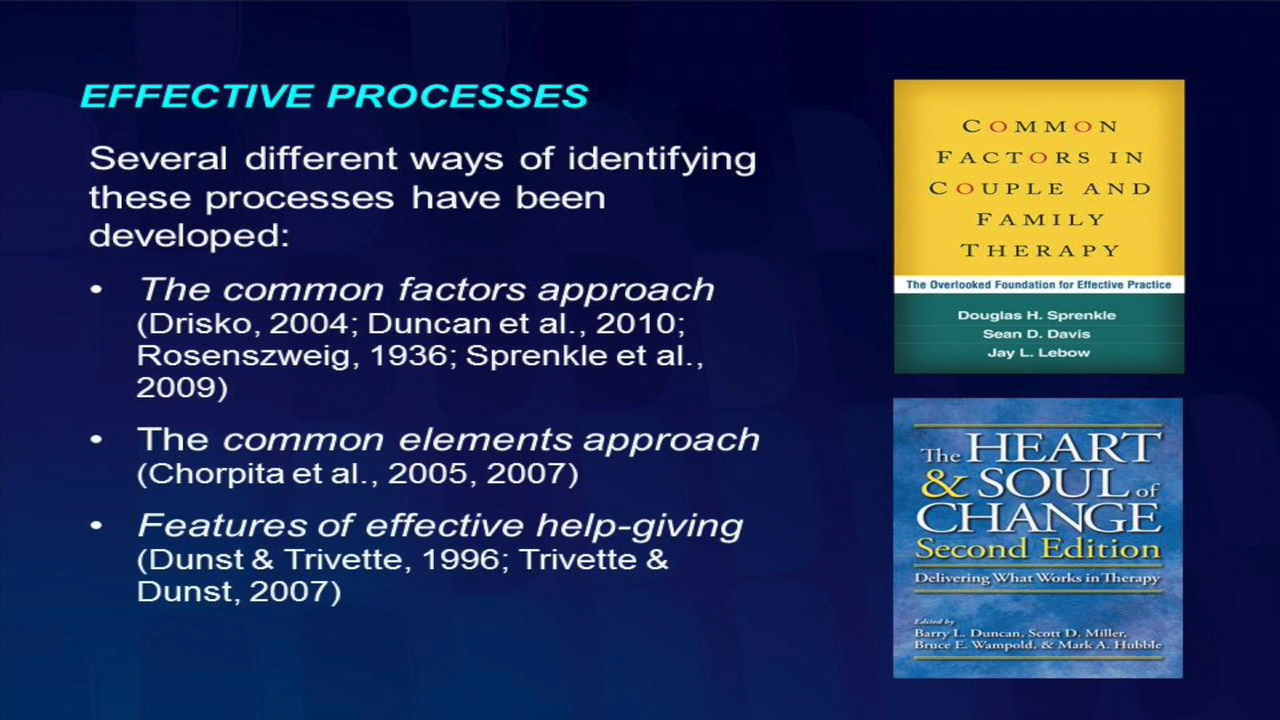 EFFECTIVE PROCESSES
Several different ways of identifying
these processes have been
developed:
• The common factors approach
(Drisko, 2004; Duncan et al., 2010;
Rosenszweig, 1936; Sprenkle et al.,
2009)
• The common elements approach
(Chorpita et al., 2005, 2007)
• Features of effective help-giving
(Dunst & Trivette, 1996; Trivette &
Dunst, 2007)
COMMON
FACTORS IN
COUPLE AND
FAMILY
THERAPY
The Overlooked Foundation for Effective Practice
Douglas H. Sprenkle
Sean D. Davis
Jay L. Lebow
The HEART
& SOUL of
CHANGE
Second Edition
Delivering What Works in Therapy
Edited by
Barry L. Duncan, Scott D. Miller,
Bruce E. Wampold, & Mark A. Hubble